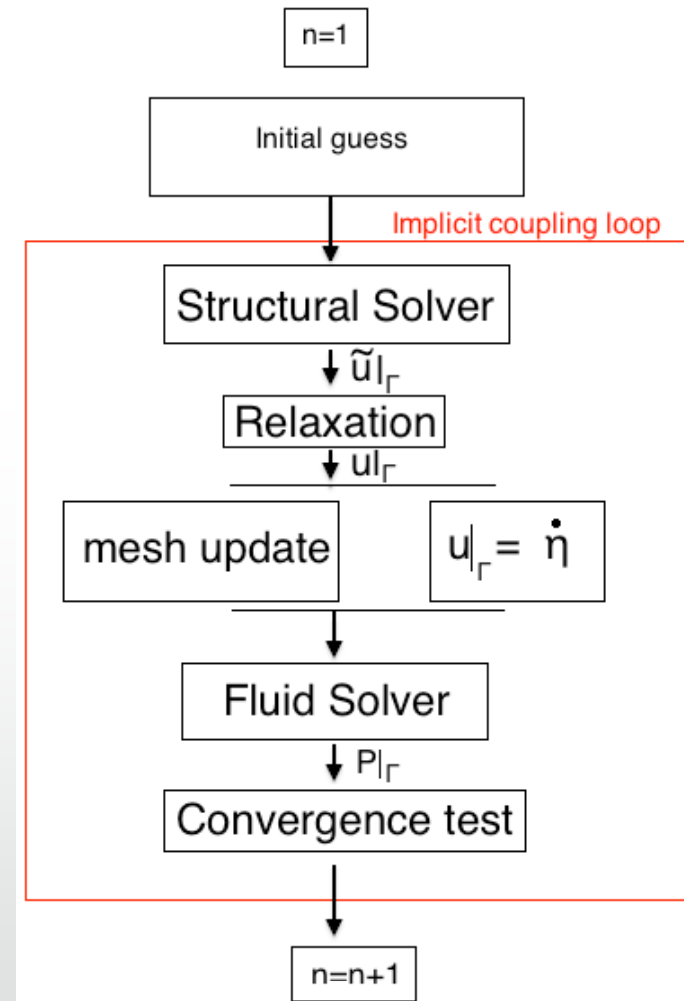 n=1
Initial guess
Implicit coupling loop
Structural Solver
ũ|Γ
Relaxation
u|Γ
mesh update
u|Γ = η̇
Fluid Solver
P|Γ
Convergence test
n=n+1